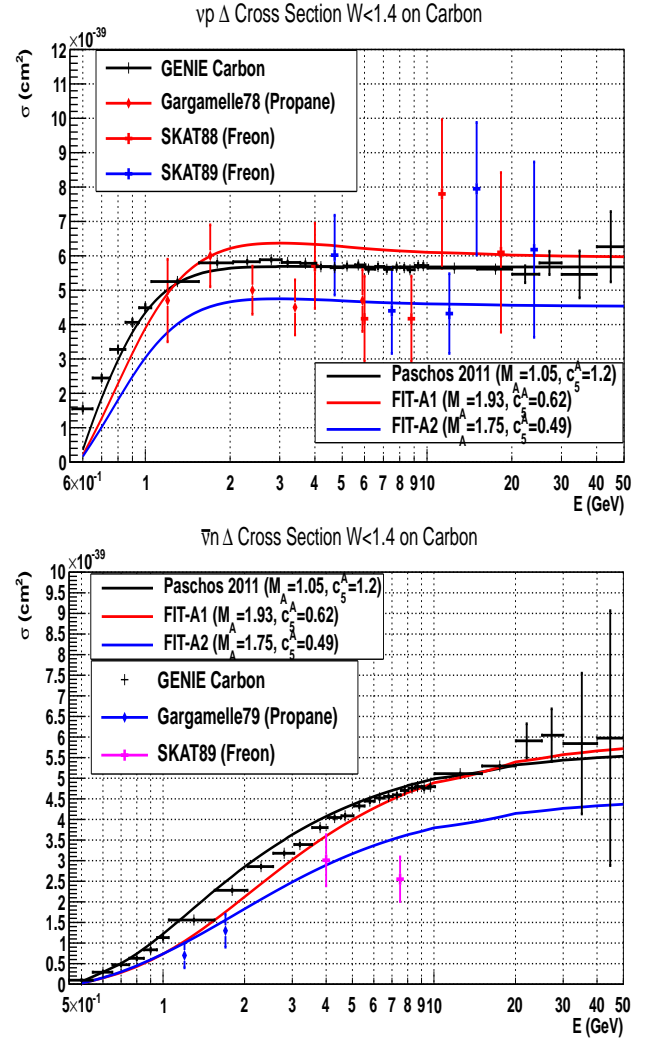 νp Δ Cross Section W<1.4 on Carbon
×10⁻³⁹
σ (cm²)
12
11
10
9
8
7
6
5
4
3
2
1
0
GENIE Carbon
Gargamelle78 (Propane)
SKAT88 (Freon)
SKAT89 (Freon)
Paschos 2011 (M_A=1.05, c₅ᴬ=1.2)
FIT-A1 (M_A=1.93, c₅ᴬ=0.62)
FIT-A2 (M_A=1.75, c₅ᴬ=0.49)
6×10⁻¹ 1 2 3 4 5 6 7 8 9 10 20 30 40 50
E (GeV)
ν̄n Δ Cross Section W<1.4 on Carbon
×10⁻³⁹
σ (cm²)
10
9.5
9
8.5
8
7.5
7
6.5
6
5.5
5
4.5
4
3.5
3
2.5
2
1.5
1
0.5
0
Paschos 2011 (M_A=1.05, c₅ᴬ=1.2)
FIT-A1 (M_A=1.93, c₅ᴬ=0.62)
FIT-A2 (M_A=1.75, c₅ᴬ=0.49)
GENIE Carbon
Gargamelle79 (Propane)
SKAT89 (Freon)
5×10⁻¹ 1 2 3 4 5 6 7 8 9 10 20 30 40 50
E (GeV)